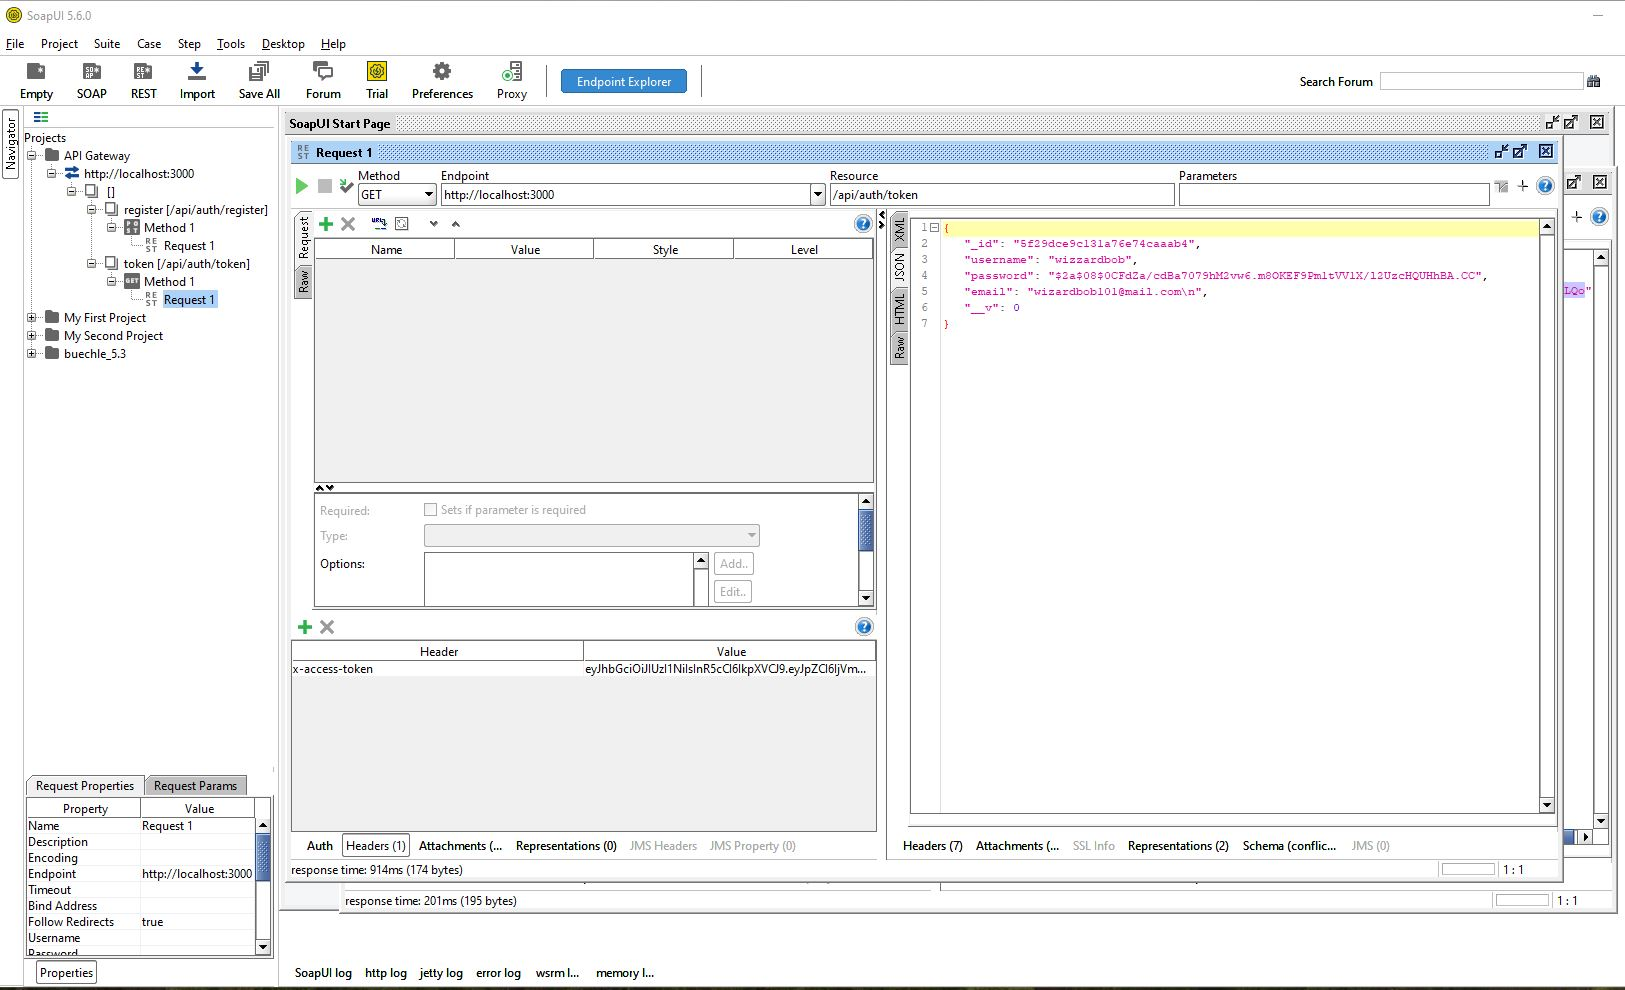 SoapUI 5.6.0
File Project Suite Case Step Tools Desktop Help
Empty SOAP REST Import Save All Forum Trial Preferences Proxy Endpoint Explorer Search Forum
Navigator
Projects
API Gateway
http://localhost:3000
[]
register [/api/auth/register]
Method 1
Request 1
token [/api/auth/token]
Method 1
Request 1
My First Project
My Second Project
buechle_5.3
Request Properties Request Params
Property Value
Name Request 1
Description
Encoding
Endpoint http://localhost:3000
Timeout
Bind Address
Follow Redirects true
Username
Password
Properties
SoapUI Start Page
Request 1
Method Endpoint Resource Parameters
GET http://localhost:3000 /api/auth/token
Request
Raw
Name Value Style Level
Required: Sets if parameter is required
Type:
Options: Add..
Edit..
Header Value
x-access-token eyJhbGciOiJIUzI1NiIsInR5cCI6IkpXVCJ9.eyJpZCI6IjVm...
Auth Headers (1) Attachments (... Representations (0) JMS Headers JMS Property (0)
response time: 914ms (174 bytes)
XML
JSON
HTML
Raw
1 {
2 "_id": "5f29dce9c131a76e74caaab4",
3 "username": "wizzardbob",
4 "password": "$2a$08$0CFdZa/cdBa7079hM2vw6.m8OKEF9PmltVVlX/l2UzcHQUHhBA.CC",
5 "email": "wizardbob101@mail.com\n",
6 "__v": 0
7 }
LQo"
Headers (7) Attachments (... SSL Info Representations (2) Schema (conflic... JMS (0)
1 : 1
response time: 201ms (195 bytes)
1 : 1
SoapUI log http log jetty log error log wsrm l... memory l...